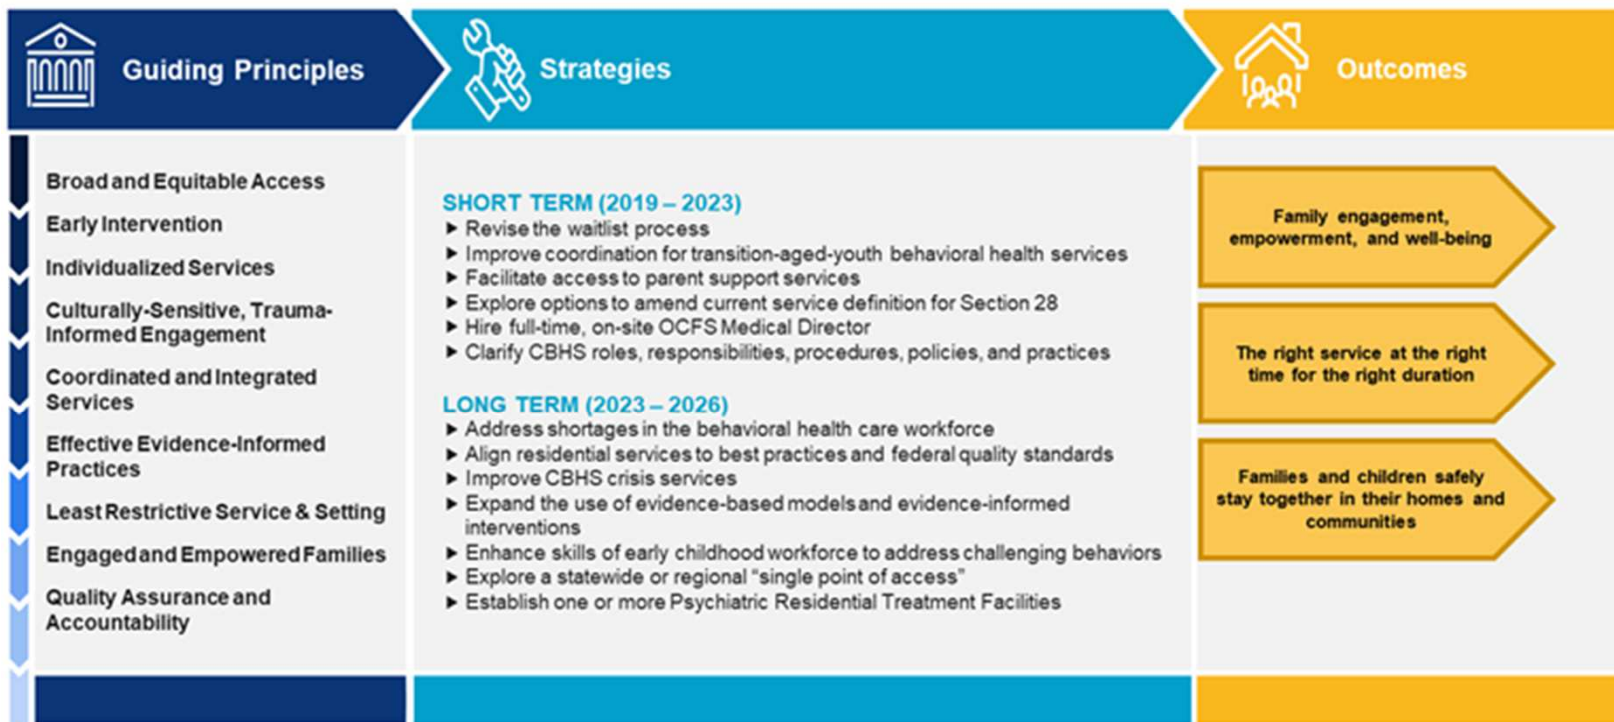 Guiding Principles
Strategies
Outcomes
Broad and Equitable Access
Early Intervention
Individualized Services
Culturally-Sensitive, Trauma-
Informed Engagement
Coordinated and Integrated
Services
Effective Evidence-Informed
Practices
Least Restrictive Service & Setting
Engaged and Empowered Families
Quality Assurance and
Accountability
SHORT TERM (2019 – 2023)
Revise the waitlist process
Improve coordination for transition-aged-youth behavioral health services
Facilitate access to parent support services
Explore options to amend current service definition for Section 28
Hire full-time, on-site OCFS Medical Director
Clarify CBHS roles, responsibilities, procedures, policies, and practices
LONG TERM (2023 – 2026)
Address shortages in the behavioral health care workforce
Align residential services to best practices and federal quality standards
Improve CBHS crisis services
Expand the use of evidence-based models and evidence-informed
interventions
Enhance skills of early childhood workforce to address challenging behaviors
Explore a statewide or regional “single point of access”
Establish one or more Psychiatric Residential Treatment Facilities
Family engagement,
empowerment, and well-being
The right service at the right
time for the right duration
Families and children safely
stay together in their homes and
communities